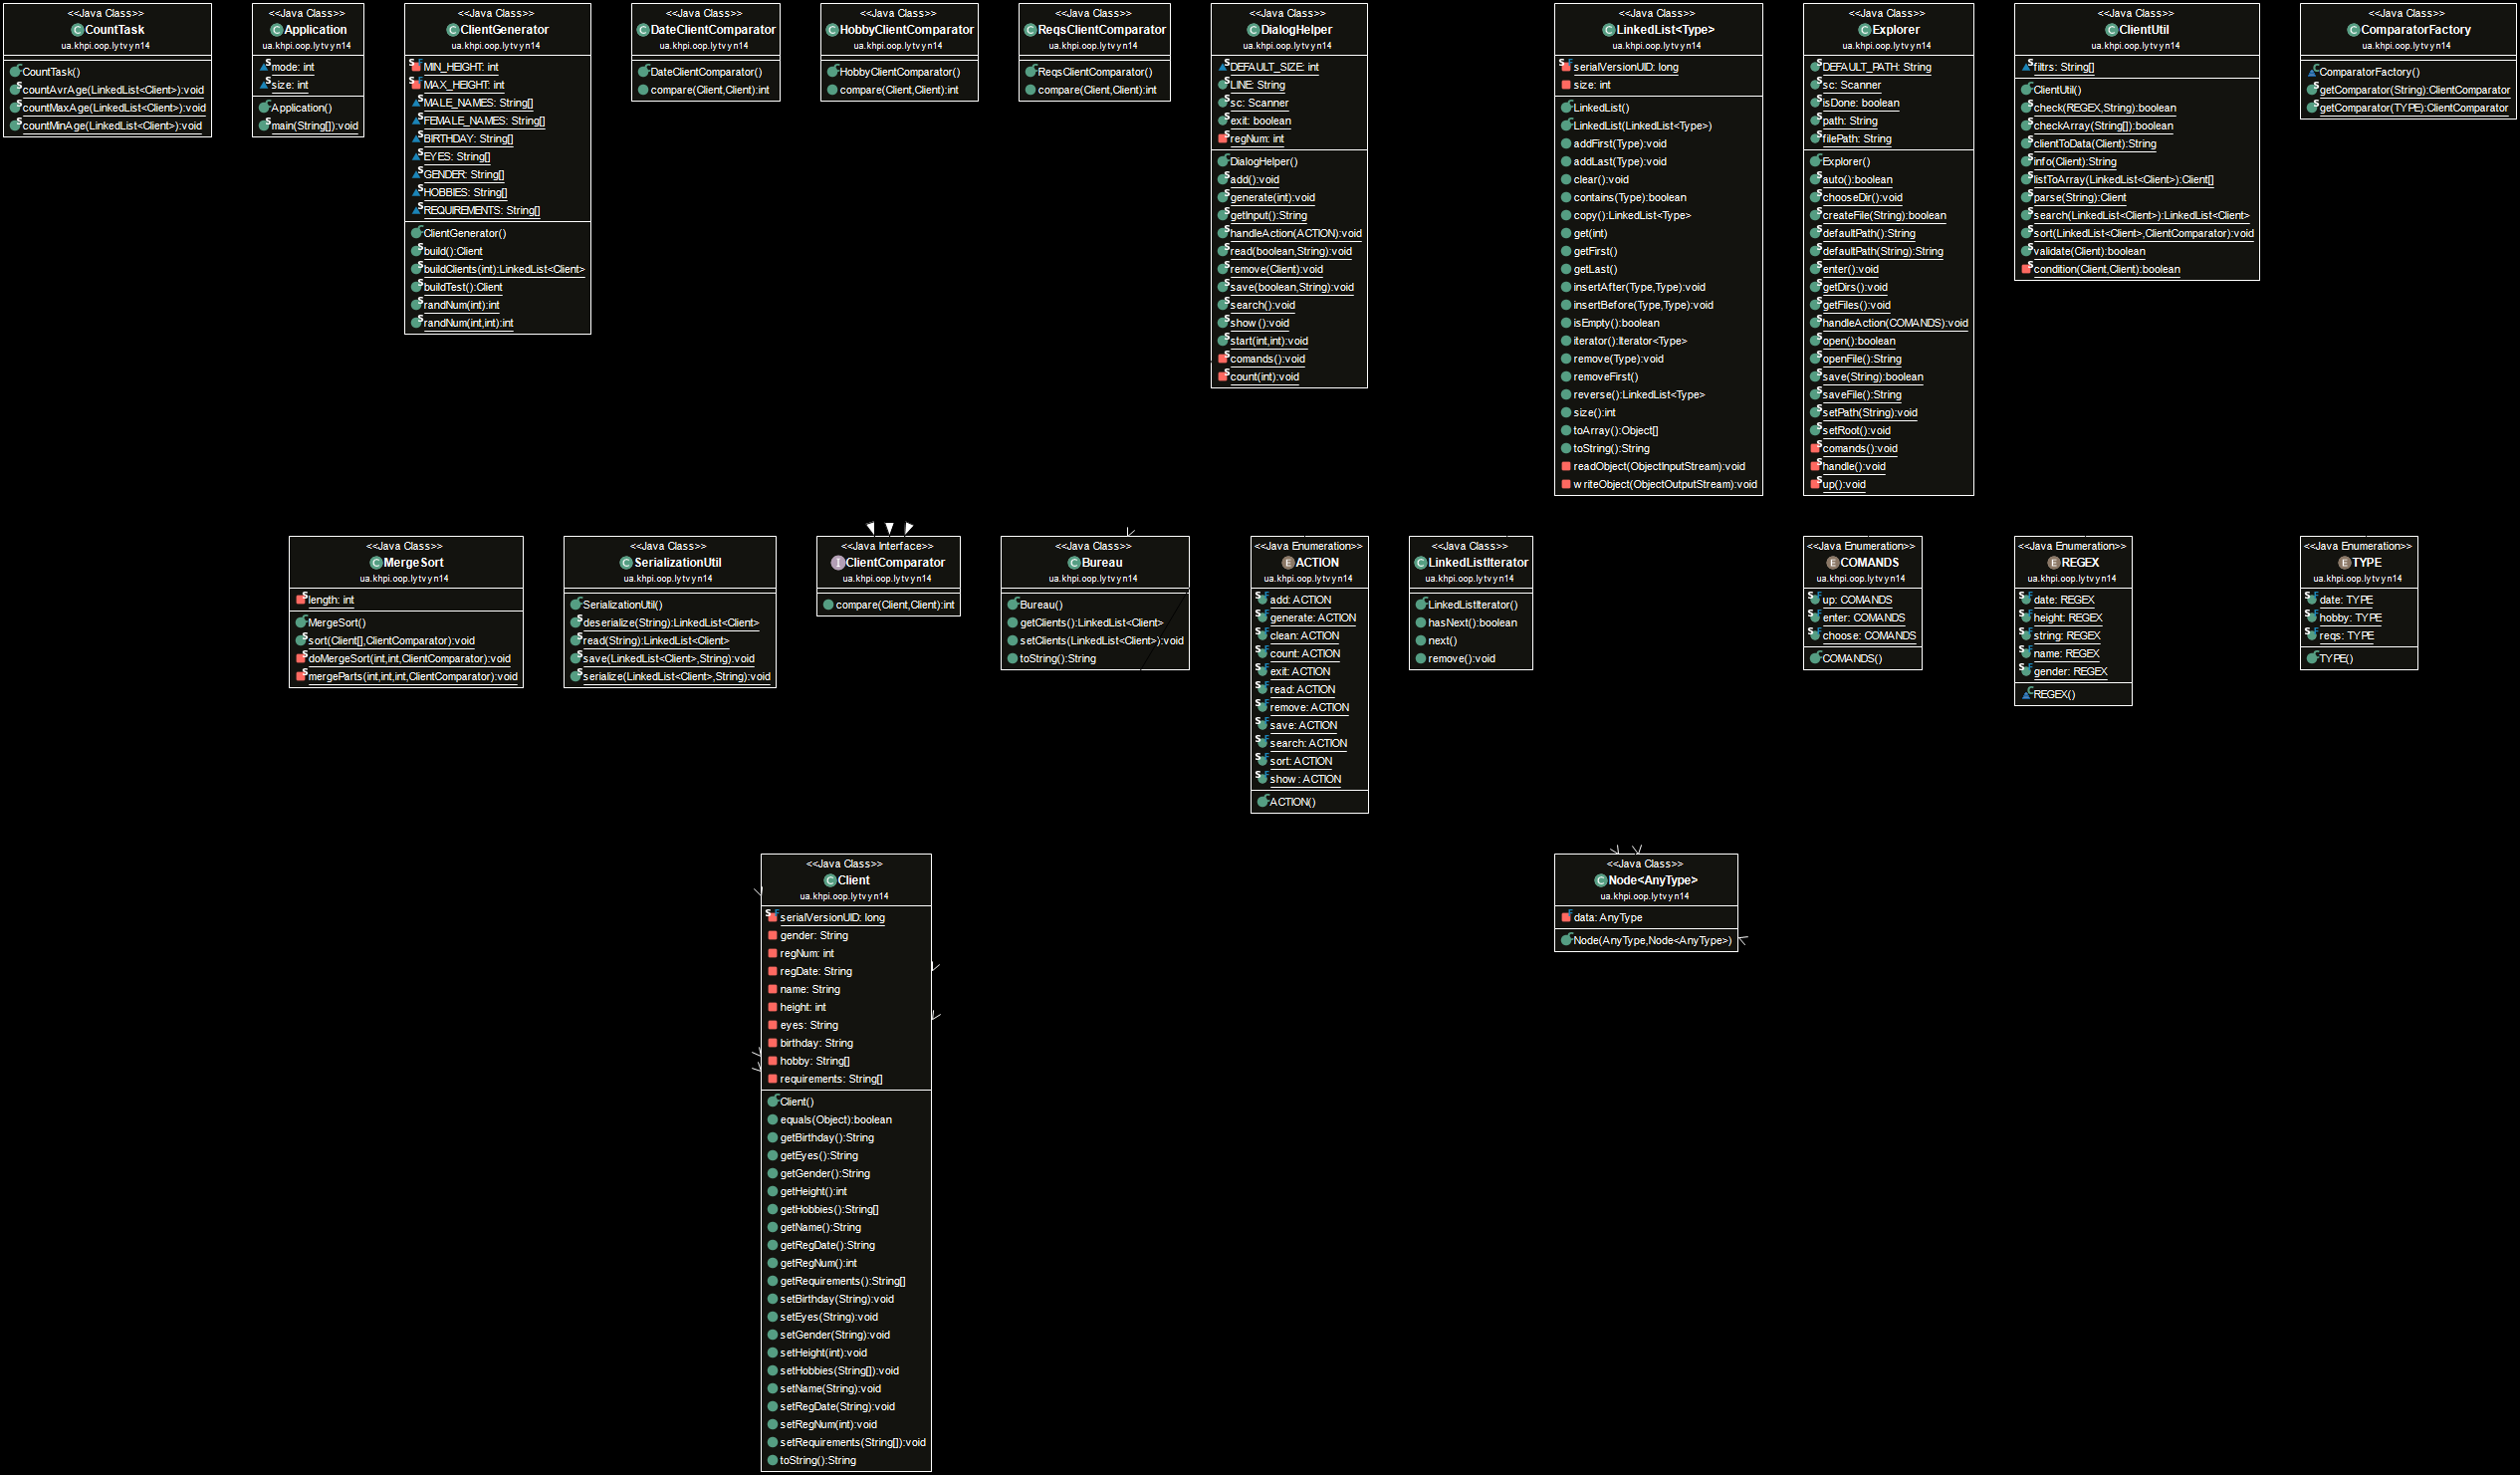 <<Java Class>>
CountTask
ua.khpi.oop.lytvyn14
CountTask()
countAvrAge(LinkedList<Client>):void
countMaxAge(LinkedList<Client>):void
countMinAge(LinkedList<Client>):void
<<Java Class>>
Application
ua.khpi.oop.lytvyn14
mode: int
size: int
Application()
main(String[]):void
<<Java Class>>
ClientGenerator
ua.khpi.oop.lytvyn14
MIN_HEIGHT: int
MAX_HEIGHT: int
MALE_NAMES: String[]
FEMALE_NAMES: String[]
BIRTHDAY: String[]
EYES: String[]
GENDER: String[]
HOBBIES: String[]
REQUIREMENTS: String[]
ClientGenerator()
build():Client
buildClients(int):LinkedList<Client>
buildTest():Client
randNum(int):int
randNum(int,int):int
<<Java Class>>
DateClientComparator
ua.khpi.oop.lytvyn14
DateClientComparator()
compare(Client,Client):int
<<Java Class>>
HobbyClientComparator
ua.khpi.oop.lytvyn14
HobbyClientComparator()
compare(Client,Client):int
<<Java Class>>
ReqsClientComparator
ua.khpi.oop.lytvyn14
ReqsClientComparator()
compare(Client,Client):int
<<Java Class>>
DialogHelper
ua.khpi.oop.lytvyn14
DEFAULT_SIZE: int
LINE: String
sc: Scanner
exit: boolean
regNum: int
DialogHelper()
add():void
generate(int):void
getInput():String
handleAction(ACTION):void
read(boolean,String):void
remove(Client):void
save(boolean,String):void
search():void
show():void
start(int,int):void
comands():void
count(int):void
<<Java Class>>
LinkedList<Type>
ua.khpi.oop.lytvyn14
serialVersionUID: long
size: int
LinkedList()
LinkedList(LinkedList<Type>)
addFirst(Type):void
addLast(Type):void
clear():void
contains(Type):boolean
copy():LinkedList<Type>
get(int)
getFirst()
getLast()
insertAfter(Type,Type):void
insertBefore(Type,Type):void
isEmpty():boolean
iterator():Iterator<Type>
remove(Type):void
removeFirst()
reverse():LinkedList<Type>
size():int
toArray():Object[]
toString():String
readObject(ObjectInputStream):void
writeObject(ObjectOutputStream):void
<<Java Class>>
Explorer
ua.khpi.oop.lytvyn14
DEFAULT_PATH: String
sc: Scanner
isDone: boolean
path: String
filePath: String
Explorer()
auto():boolean
chooseDir():void
createFile(String):boolean
defaultPath():String
defaultPath(String):String
enter():void
getDirs():void
getFiles():void
handleAction(COMANDS):void
open():boolean
openFile():String
save(String):boolean
saveFile():String
setPath(String):void
setRoot():void
comands():void
handle():void
up():void
<<Java Class>>
ClientUtil
ua.khpi.oop.lytvyn14
filtrs: String[]
ClientUtil()
check(REGEX,String):boolean
checkArray(String[]):boolean
clientToData(Client):String
info(Client):String
listToArray(LinkedList<Client>):Client[]
parse(String):Client
search(LinkedList<Client>):LinkedList<Client>
sort(LinkedList<Client>,ClientComparator):void
validate(Client):boolean
condition(Client,Client):boolean
<<Java Class>>
ComparatorFactory
ua.khpi.oop.lytvyn14
ComparatorFactory()
getComparator(String):ClientComparator
getComparator(TYPE):ClientComparator
<<Java Class>>
MergeSort
ua.khpi.oop.lytvyn14
length: int
MergeSort()
sort(Client[],ClientComparator):void
doMergeSort(int,int,ClientComparator):void
mergeParts(int,int,int,ClientComparator):void
<<Java Class>>
SerializationUtil
ua.khpi.oop.lytvyn14
SerializationUtil()
deserialize(String):LinkedList<Client>
read(String):LinkedList<Client>
save(LinkedList<Client>,String):void
serialize(LinkedList<Client>,String):void
<<Java Interface>>
ClientComparator
ua.khpi.oop.lytvyn14
compare(Client,Client):int
<<Java Class>>
Bureau
ua.khpi.oop.lytvyn14
Bureau()
getClients():LinkedList<Client>
setClients(LinkedList<Client>):void
toString():String
<<Java Enumeration>>
ACTION
ua.khpi.oop.lytvyn14
add: ACTION
generate: ACTION
clean: ACTION
count: ACTION
exit: ACTION
read: ACTION
remove: ACTION
save: ACTION
search: ACTION
sort: ACTION
show: ACTION
ACTION()
<<Java Class>>
LinkedListIterator
ua.khpi.oop.lytvyn14
LinkedListIterator()
hasNext():boolean
next()
remove():void
<<Java Enumeration>>
COMANDS
ua.khpi.oop.lytvyn14
up: COMANDS
enter: COMANDS
choose: COMANDS
COMANDS()
<<Java Enumeration>>
REGEX
ua.khpi.oop.lytvyn14
date: REGEX
height: REGEX
string: REGEX
name: REGEX
gender: REGEX
REGEX()
<<Java Enumeration>>
TYPE
ua.khpi.oop.lytvyn14
date: TYPE
hobby: TYPE
reqs: TYPE
TYPE()
<<Java Class>>
Client
ua.khpi.oop.lytvyn14
serialVersionUID: long
gender: String
regNum: int
regDate: String
name: String
height: int
eyes: String
birthday: String
hobby: String[]
requirements: String[]
Client()
equals(Object):boolean
getBirthday():String
getEyes():String
getGender():String
getHeight():int
getHobbies():String[]
getName():String
getRegDate():String
getRegNum():int
getRequirements():String[]
setBirthday(String):void
setEyes(String):void
setGender(String):void
setHeight(int):void
setHobbies(String[]):void
setName(String):void
setRegDate(String):void
setRegNum(int):void
setRequirements(String[]):void
toString():String
<<Java Class>>
Node<AnyType>
ua.khpi.oop.lytvyn14
data: AnyType
Node(AnyType,Node<AnyType>)